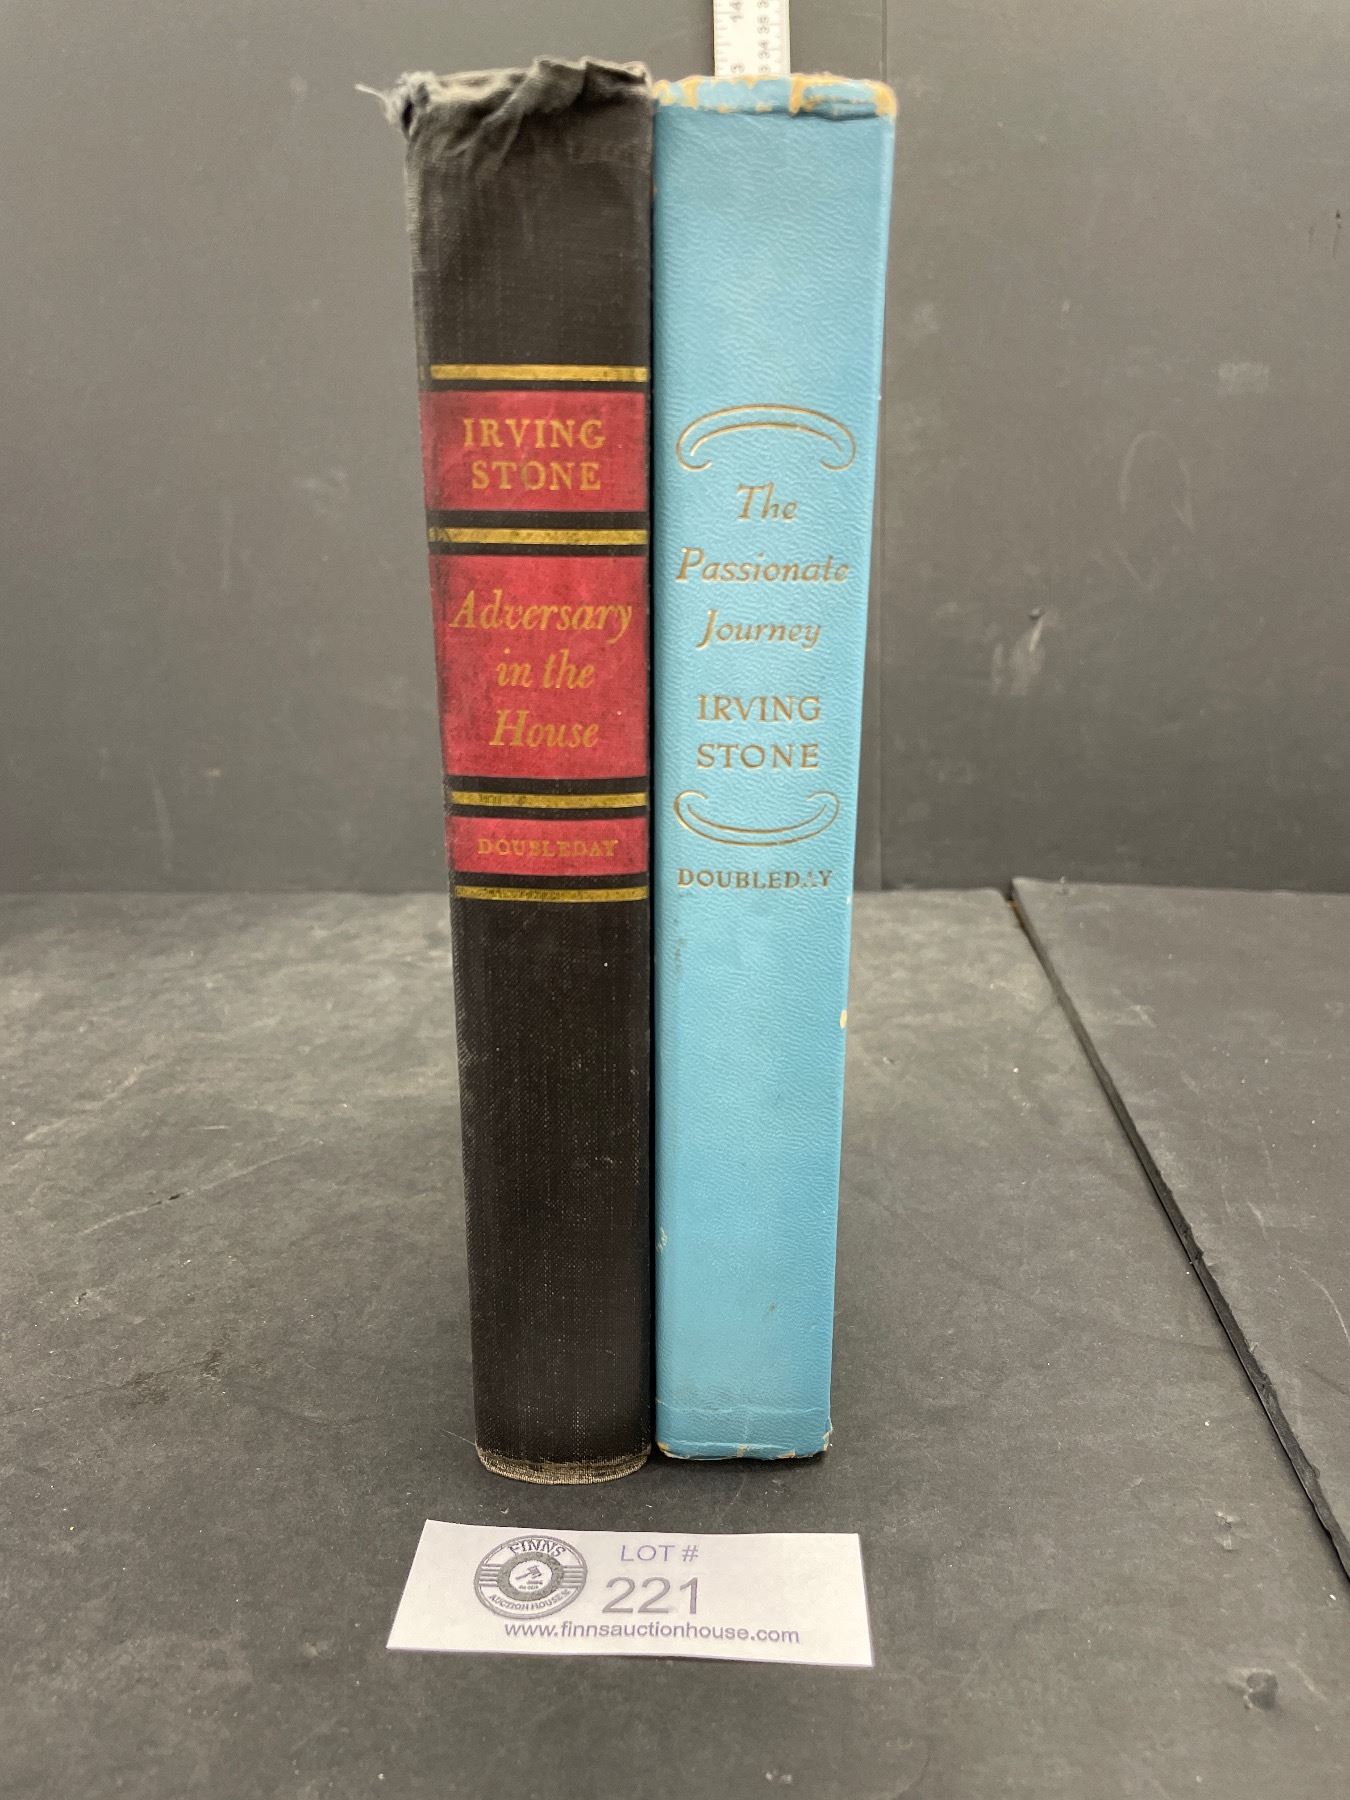 IRVING
STONE
Adversary
in the
House
DOUBLEDAY
The
Passionate
Journey
IRVING
STONE
DOUBLEDAY
FINNS
AUCTION HOUSE
LOT #
221
www.finnsauctionhouse.com
14